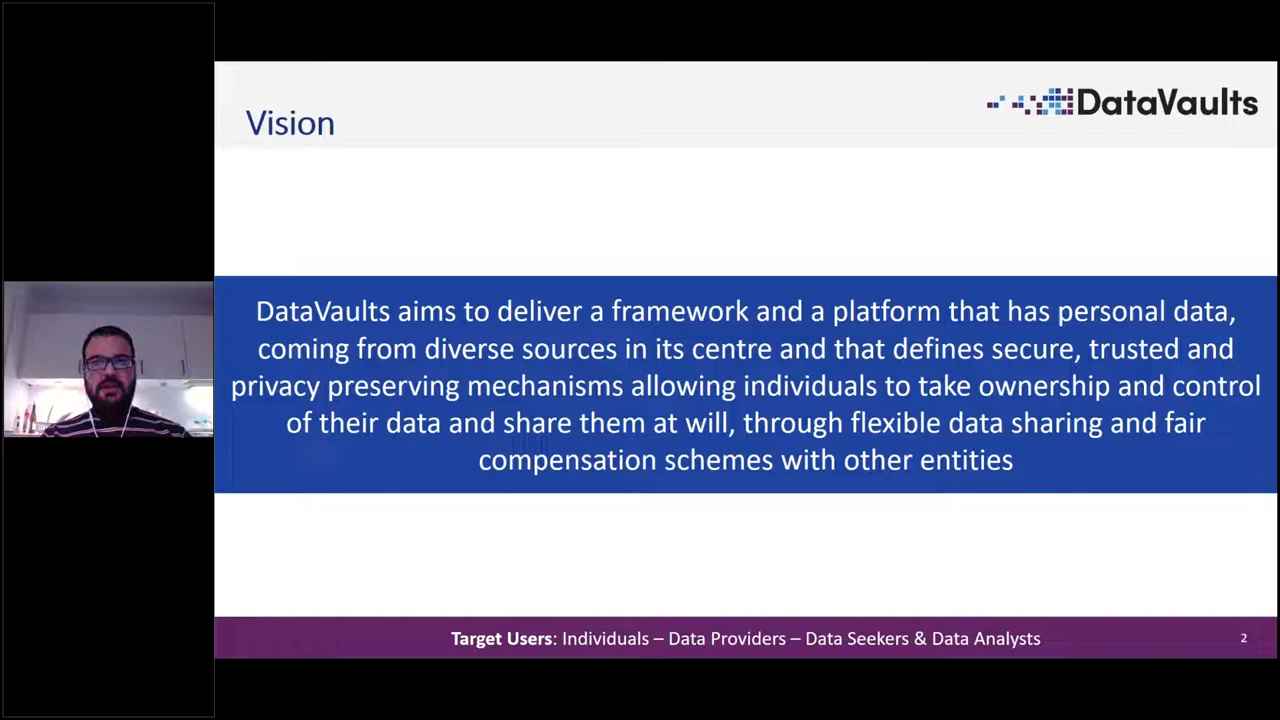 Vision
DataVaults
DataVaults aims to deliver a framework and a platform that has personal data,
coming from diverse sources in its centre and that defines secure, trusted and
privacy preserving mechanisms allowing individuals to take ownership and control
of their data and share them at will, through flexible data sharing and fair
compensation schemes with other entities
Target Users: Individuals – Data Providers – Data Seekers & Data Analysts
2